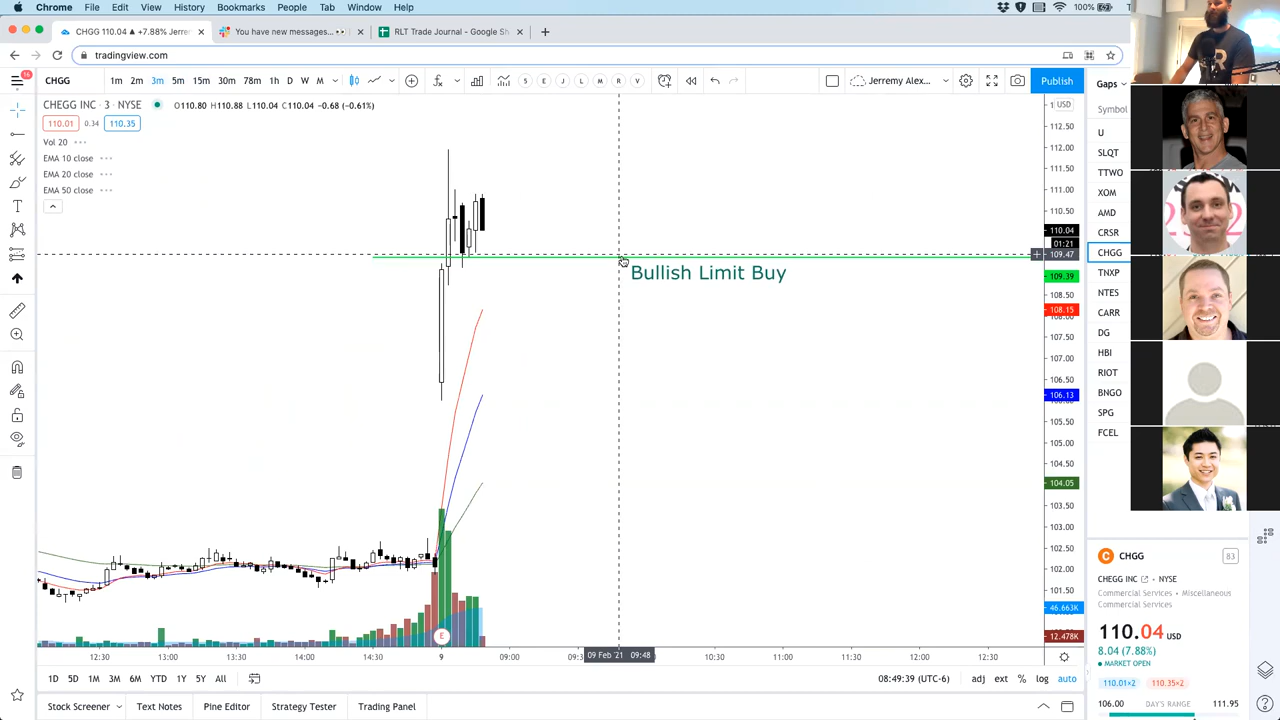 Chrome File Edit View History Bookmarks People Tab Window Help 100%
CHGG 110.04 ▲ +7.88% Jerre × You have new messages... 👀 × RLT Trade Journal - Google S × +
tradingview.com
16 CHGG 1m 2m 3m 5m 15m 30m 78m 1h D W M S E J L M R V Jeremy Alex... Publish Gaps
CHEGG INC • 3 • NYSE O110.80 H110.88 L110.04 C110.04 -0.68 (-0.61%) USD Symbol
110.01 0.34 110.35
Vol 20
EMA 10 close
EMA 20 close
EMA 50 close
112.50
112.00
111.50
111.00
110.50
110.04
01:21
109.47
109.39
108.50
108.15
108.00
107.50
107.00
106.50
106.13
105.50
105.00
104.50
104.05
103.50
103.00
102.50
102.00
101.50
46.663K
12.478K
Bullish Limit Buy
E
12:30 13:00 13:30 14:00 14:30 9 09:00 09:3 09 Feb '21 09:48 10:30 11:00 11:30 12:00 12:30
1D 5D 1M 3M 6M YTD 1Y 5Y All 08:49:39 (UTC-6) adj ext % log auto
Stock Screener Text Notes Pine Editor Strategy Tester Trading Panel
U
SLQT
TTWO
XOM
AMD
CRSR
CHGG
TNXP
NTES
CARR
DG
HBI
RIOT
BNGO
SPG
FCEL
CHGG 83
CHEGG INC • NYSE
Commercial Services • Miscellaneous
Commercial Services
110.04 USD
8.04 (7.88%)
MARKET OPEN
110.01×2 110.35×2
106.00 DAY'S RANGE 111.95